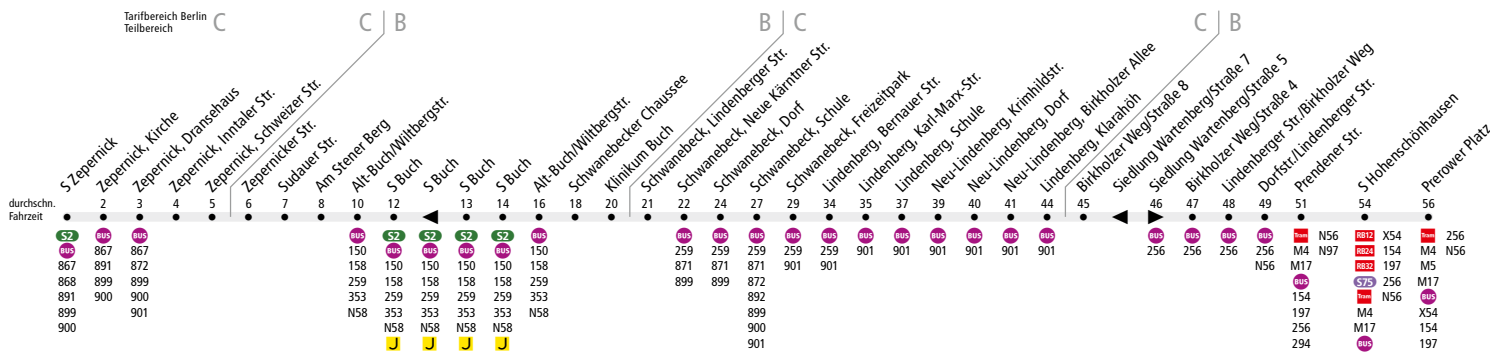 Tarifbereich Berlin
Teilbereich
C
C
B
B
C
C
B
S Zepernick
Zepernick, Kirche
Zepernick, Dransehaus
Zepernick, Inntaler Str.
Zepernick, Schweizer Str.
Zepernicker Str.
Sudauer Str.
Am Stener Berg
Alt-Buch/Wiltbergstr.
S Buch
S Buch
S Buch
S Buch
Alt-Buch/Wiltbergstr.
Schwanebecker Chaussee
Klinikum Buch
Schwanebeck, Lindenberger Str.
Schwanebeck, Neue Kärntner Str.
Schwanebeck, Dorf
Schwanebeck, Schule
Schwanebeck, Freizeitpark
Lindenberg, Bernauer Str.
Lindenberg, Karl-Marx-Str.
Lindenberg, Schule
Neu-Lindenberg, Krimhildstr.
Neu-Lindenberg, Dorf
Neu-Lindenberg, Birkholzer Allee
Lindenberg, Klarahöh
Birkholzer Weg/Straße 8
Siedlung Wartenberg/Straße 7
Siedlung Wartenberg/Straße 5
Birkholzer Weg/Straße 4
Lindenberger Str./Birkholzer Weg
Dorfstr./Lindenberger Str.
Prendener Str.
S Hohenschönhausen
Prerower Platz
durchschn.
Fahrzeit
2 3 4 5 6 7 8 10 12 13 14 16 18 20 21 22 24 27 29 34 35 37 39 40 41 44 45 46 47 48 49 51 54 56
S2
BUS
867
868
891
899
900
BUS
867
891
899
900
BUS
867
872
899
900
901
BUS
150
158
259
353
N58
S2
BUS
150
158
259
353
N58
J
S2
BUS
150
158
259
353
N58
J
S2
BUS
150
158
259
353
N58
J
S2
BUS
150
158
259
353
N58
J
BUS
150
158
259
353
N58
BUS
259
871
899
BUS
259
871
899
BUS
259
871
872
892
899
900
901
BUS
259
901
BUS
259
901
BUS
901
BUS
901
BUS
901
BUS
901
BUS
901
BUS
901
BUS
256
BUS
256
BUS
256
BUS
256
N56
Tram
M4
M17
BUS
154
197
256
294
N56
N97
RB12
RB24
RB32
S75
Tram
M4
M17
BUS
X54
154
197
256
N56
Tram
M4
M5
M17
BUS
X54
154
197
256
N56